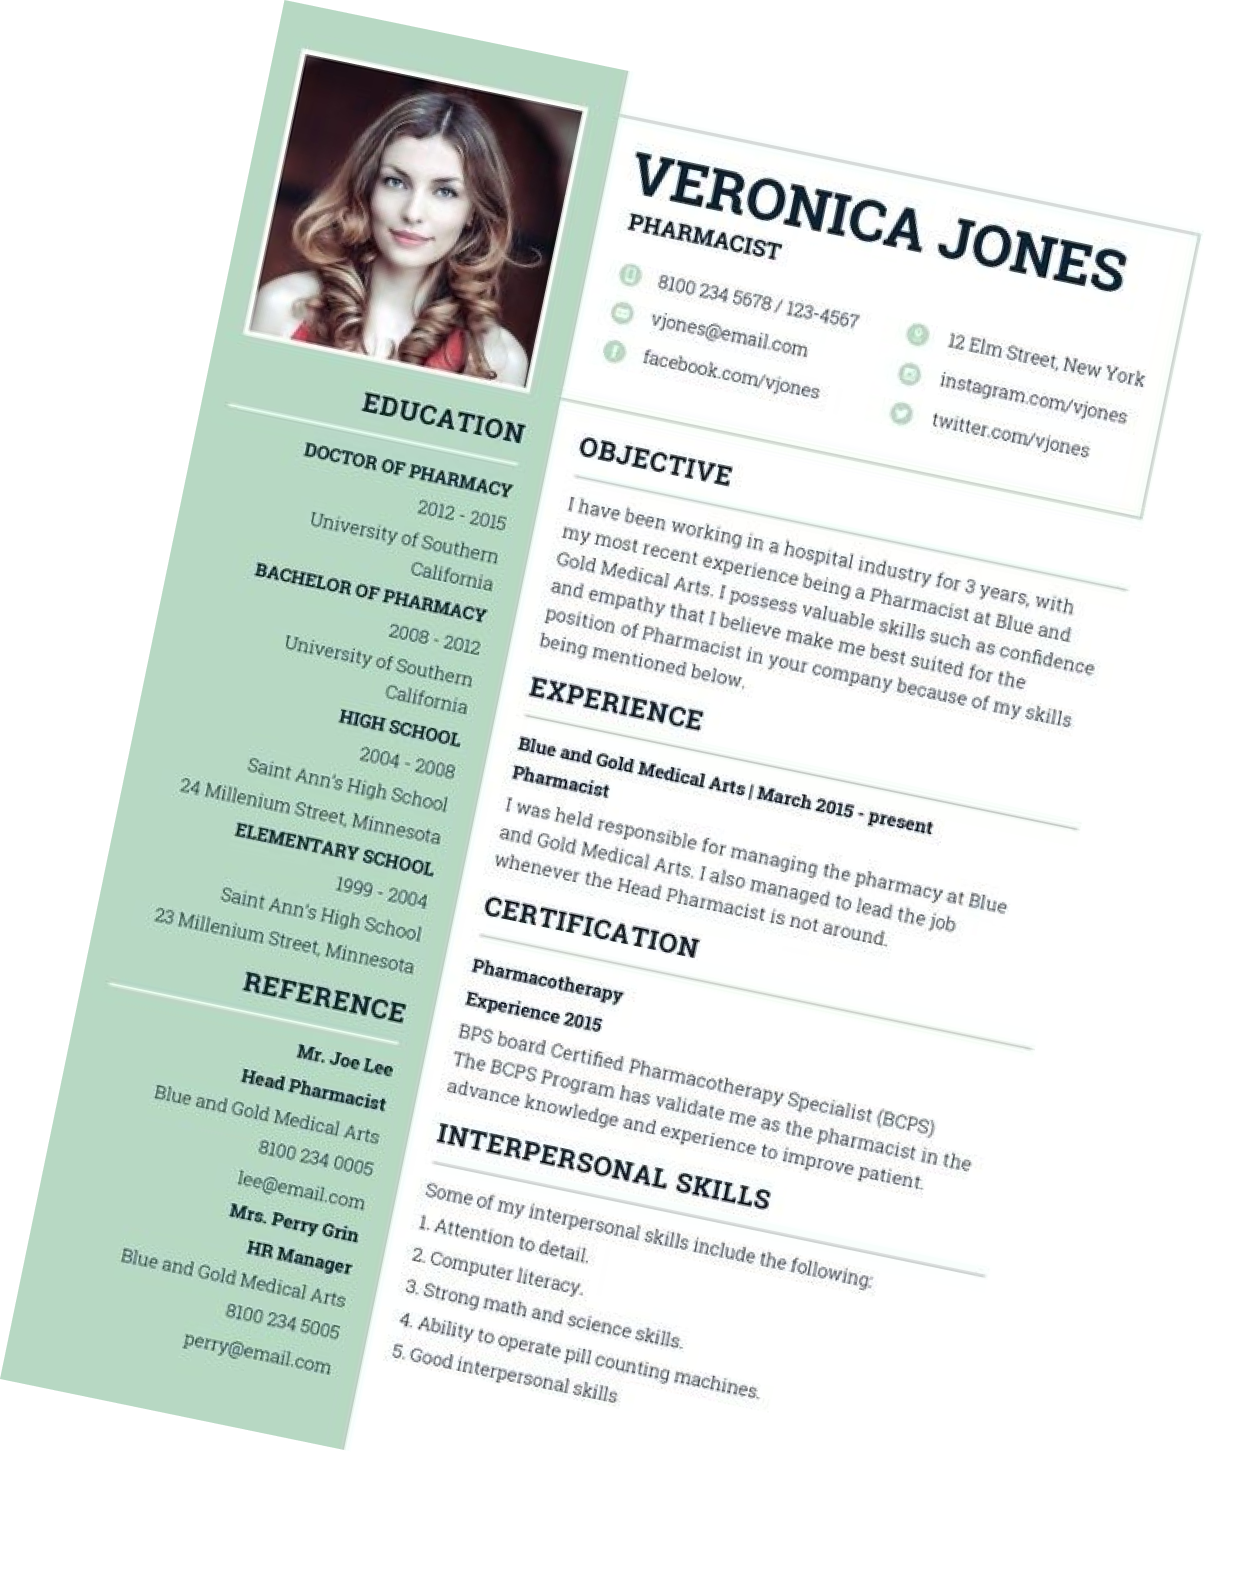 VERONICA JONES
PHARMACIST
8100 234 5678 / 123-4567
vjones@email.com
facebook.com/vjones
12 Elm Street, New York
instagram.com/vjones
twitter.com/vjones
EDUCATION
DOCTOR OF PHARMACY
2012 - 2015
University of Southern
California
BACHELOR OF PHARMACY
2008 - 2012
University of Southern
California
HIGH SCHOOL
2004 - 2008
Saint Ann's High School
24 Millenium Street, Minnesota
ELEMENTARY SCHOOL
1999 - 2004
Saint Ann's High School
23 Millenium Street, Minnesota
REFERENCE
Mr. Joe Lee
Head Pharmacist
Blue and Gold Medical Arts
8100 234 0005
lee@email.com
Mrs. Perry Grin
HR Manager
Blue and Gold Medical Arts
8100 234 5005
perry@email.com
OBJECTIVE
I have been working in a hospital industry for 3 years, with
my most recent experience being a Pharmacist at Blue and
Gold Medical Arts. I possess valuable skills such as confidence
and empathy that I believe make me best suited for the
position of Pharmacist in your company because of my skills
being mentioned below.
EXPERIENCE
Blue and Gold Medical Arts | March 2015 - present
Pharmacist
I was held responsible for managing the pharmacy at Blue
and Gold Medical Arts. I also managed to lead the job
whenever the Head Pharmacist is not around.
CERTIFICATION
Pharmacotherapy
Experience 2015
BPS board Certified Pharmacotherapy Specialist (BCPS)
The BCPS Program has validate me as the pharmacist in the
advance knowledge and experience to improve patient.
INTERPERSONAL SKILLS
Some of my interpersonal skills include the following:
1. Attention to detail.
2. Computer literacy.
3. Strong math and science skills.
4. Ability to operate pill counting machines.
5. Good interpersonal skills